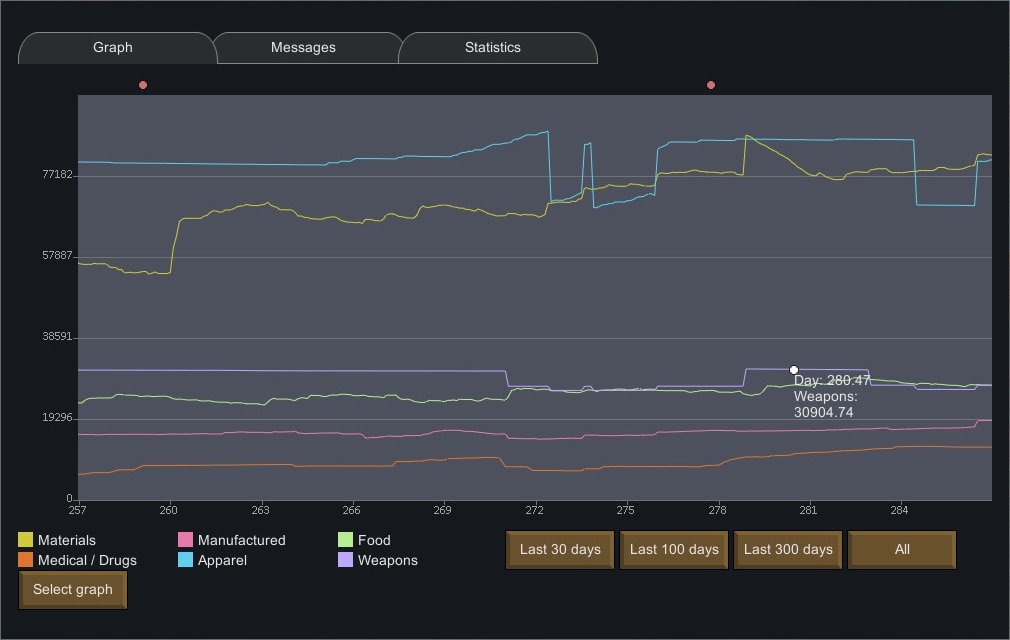 Graph Messages Statistics
77182
57887
38591
19296
0
Day: 280.47
Weapons:
30904.74
257 260 263 266 269 272 275 278 281 284
Materials Manufactured Food
Medical / Drugs Apparel Weapons
Last 30 days Last 100 days Last 300 days All
Select graph